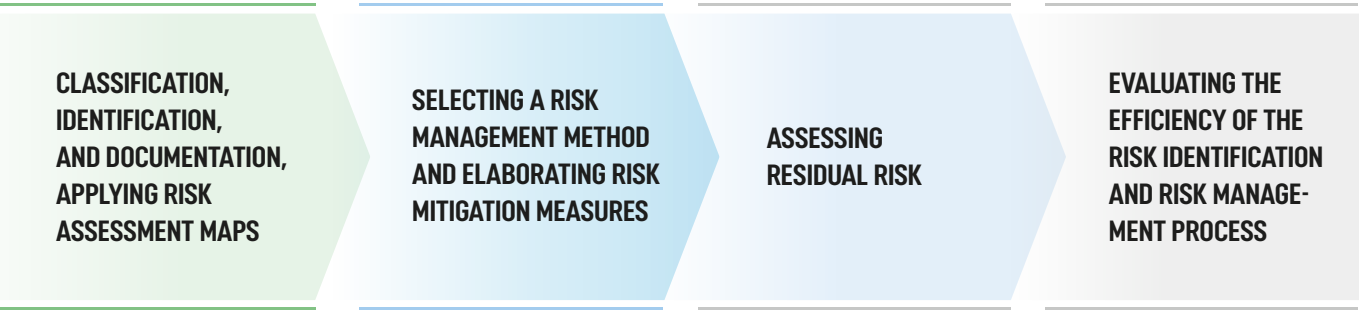 CLASSIFICATION,
IDENTIFICATION,
AND DOCUMENTATION,
APPLYING RISK
ASSESSMENT MAPS
SELECTING A RISK
MANAGEMENT METHOD
AND ELABORATING RISK
MITIGATION MEASURES
ASSESSING
RESIDUAL RISK
EVALUATING THE
EFFICIENCY OF THE
RISK IDENTIFICATION
AND RISK MANAGE-
MENT PROCESS